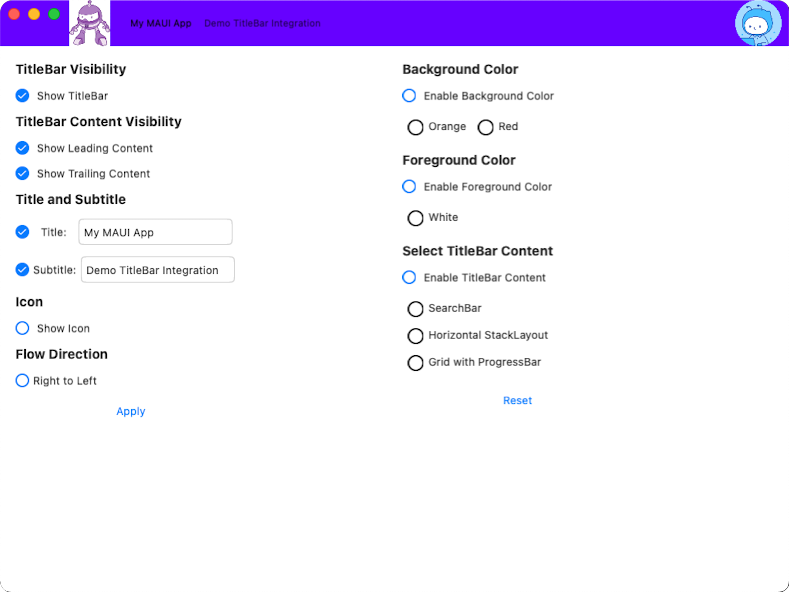 My MAUI App Demo TitleBar Integration
TitleBar Visibility
Show TitleBar
TitleBar Content Visibility
Show Leading Content
Show Trailing Content
Title and Subtitle
Title: My MAUI App
Subtitle: Demo TitleBar Integration
Icon
Show Icon
Flow Direction
Right to Left
Apply
Background Color
Enable Background Color
Orange Red
Foreground Color
Enable Foreground Color
White
Select TitleBar Content
Enable TitleBar Content
SearchBar
Horizontal StackLayout
Grid with ProgressBar
Reset